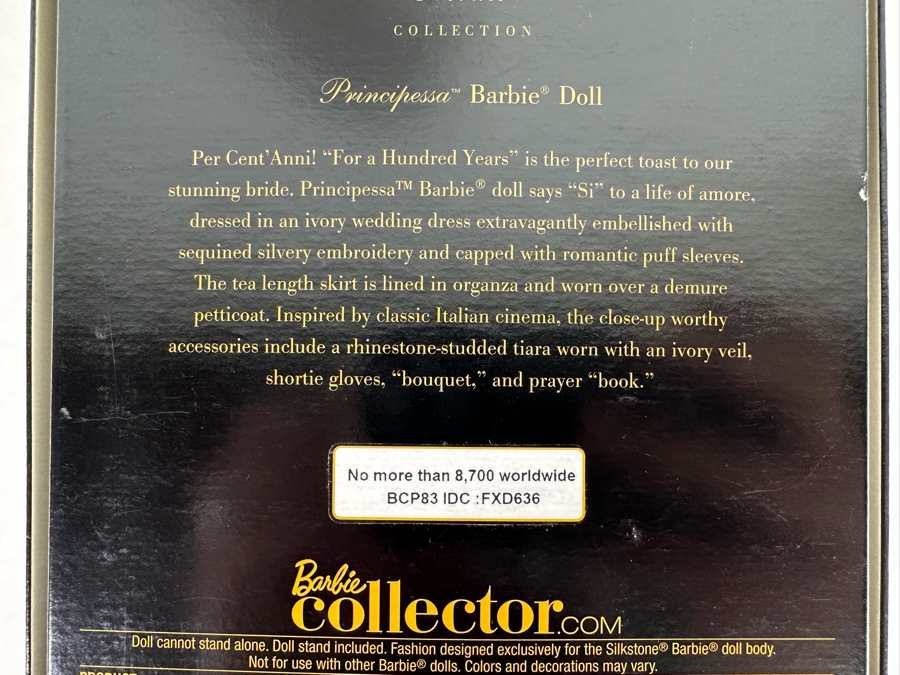 COLLECTION
Principessa™ Barbie® Doll
Per Cent'Anni! “For a Hundred Years” is the perfect toast to our
stunning bride. Principessa™ Barbie® doll says “Si” to a life of amore,
dressed in an ivory wedding dress extravagantly embellished with
sequined silvery embroidery and capped with romantic puff sleeves.
The tea length skirt is lined in organza and worn over a demure
petticoat. Inspired by classic Italian cinema, the close-up worthy
accessories include a rhinestone-studded tiara worn with an ivory veil,
shortie gloves, “bouquet,” and prayer “book.”
No more than 8,700 worldwide
BCP83 IDC :FXD636
Barbie
collector.COM
Doll cannot stand alone. Doll stand included. Fashion designed exclusively for the Silkstone® Barbie® doll body.
Not for use with other Barbie® dolls. Colors and decorations may vary.